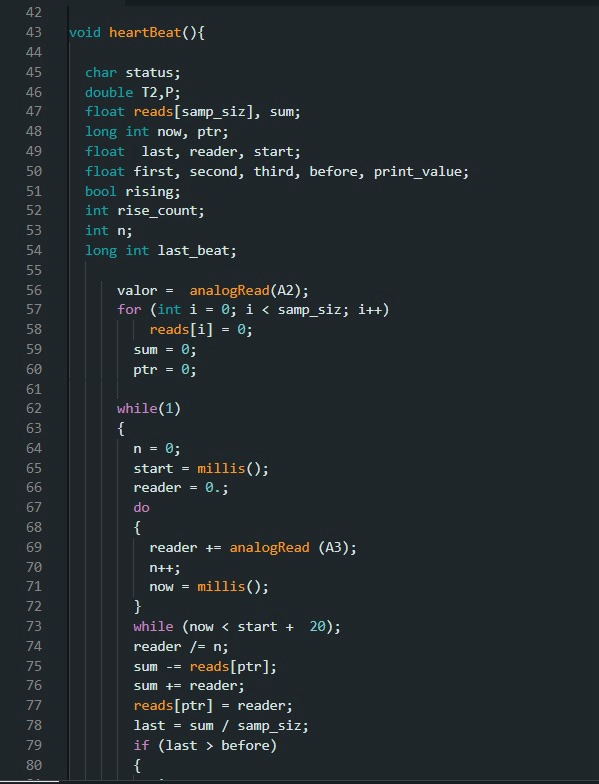 42
43 void heartBeat(){
44
45 char status;
46 double T2,P;
47 float reads[samp_siz], sum;
48 long int now, ptr;
49 float  last, reader, start;
50 float first, second, third, before, print_value;
51 bool rising;
52 int rise_count;
53 int n;
54 long int last_beat;
55
56 valor =  analogRead(A2);
57 for (int i = 0; i < samp_siz; i++)
58 reads[i] = 0;
59 sum = 0;
60 ptr = 0;
61
62 while(1)
63 {
64 n = 0;
65 start = millis();
66 reader = 0.;
67 do
68 {
69 reader += analogRead (A3);
70 n++;
71 now = millis();
72 }
73 while (now < start +  20);
74 reader /= n;
75 sum -= reads[ptr];
76 sum += reader;
77 reads[ptr] = reader;
78 last = sum / samp_siz;
79 if (last > before)
80 {